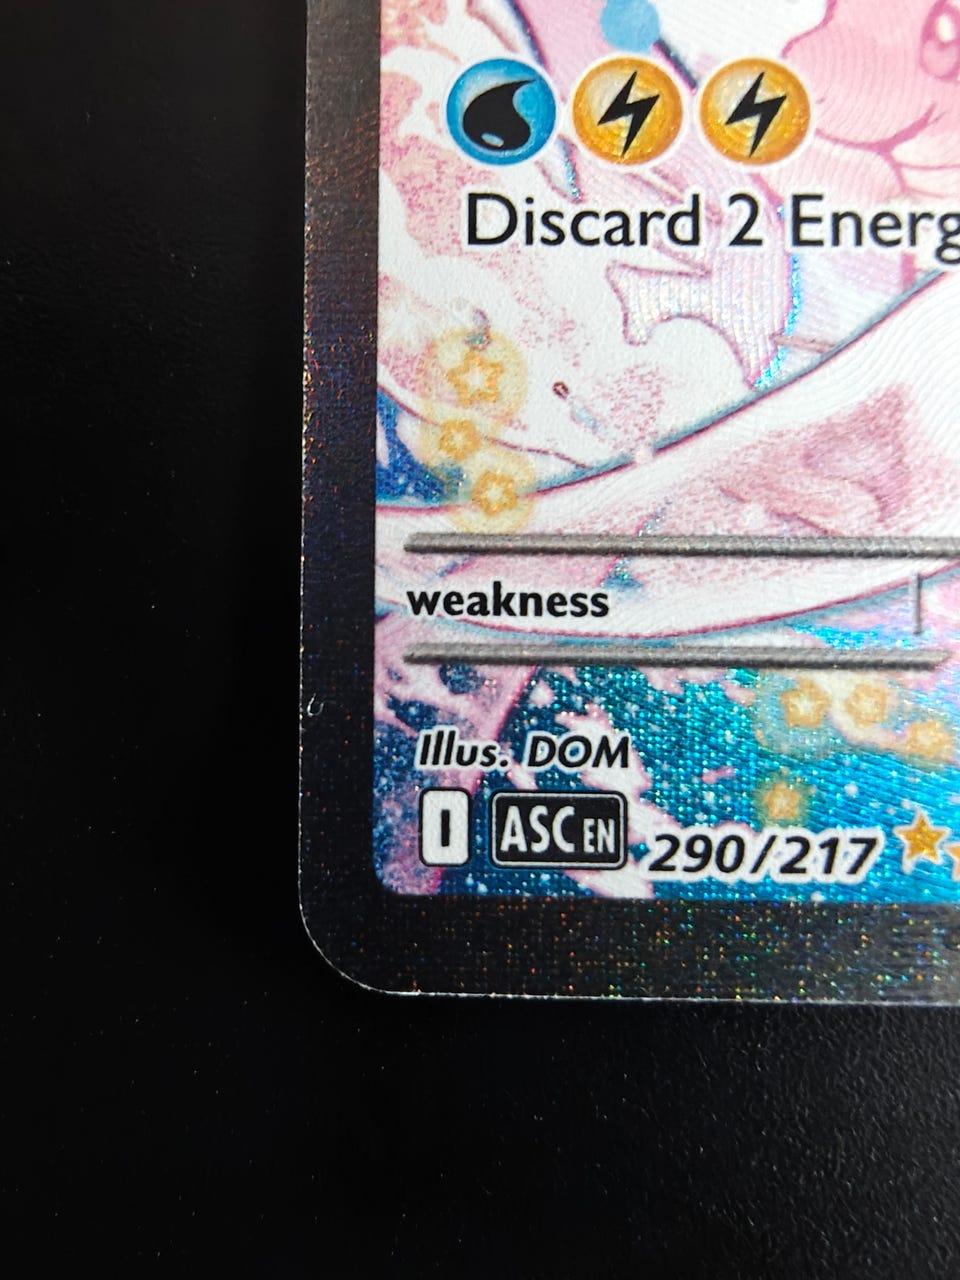 Discard 2 Energ
weakness
Illus. DOM
I ASC EN 290/217